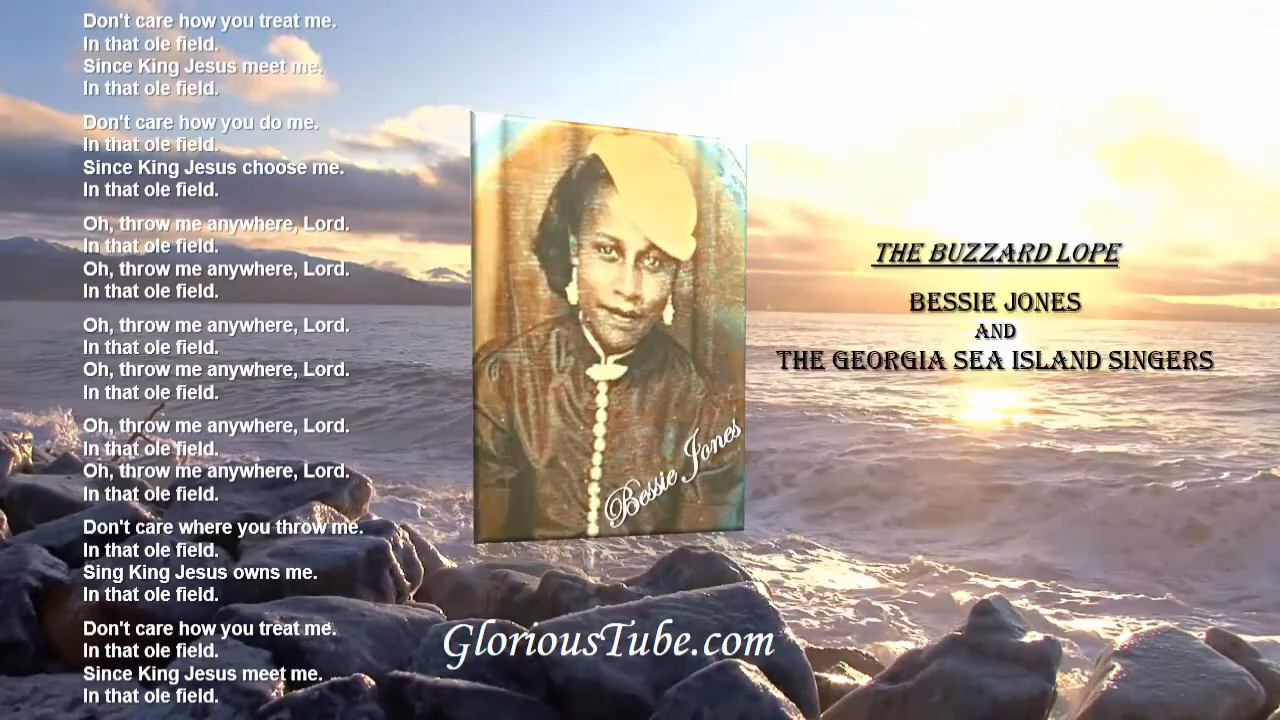 Don't care how you treat me.
In that ole field.
Since King Jesus meet me.
In that ole field.
Don't care how you do me.
In that ole field.
Since King Jesus choose me.
In that ole field.
Oh, throw me anywhere, Lord.
In that ole field.
Oh, throw me anywhere, Lord.
In that ole field.
Oh, throw me anywhere, Lord.
In that ole field.
Oh, throw me anywhere, Lord.
In that ole field.
Oh, throw me anywhere, Lord.
In that ole field.
Oh, throw me anywhere, Lord.
In that ole field.
Don't care where you throw me.
In that ole field.
Sing King Jesus owns me.
In that ole field.
Don't care how you treat me.
In that ole field.
Since King Jesus meet me.
In that ole field.
Bessie Jones
THE BUZZARD LOPE
BESSIE JONES
AND
THE GEORGIA SEA ISLAND SINGERS
GloriousTube.com